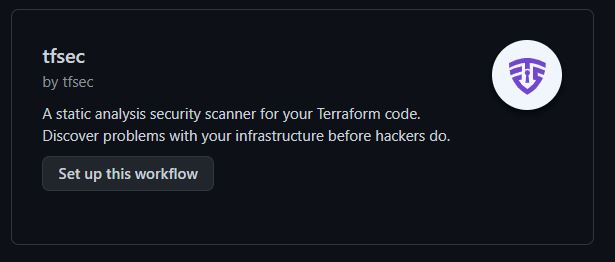 tfsec
by tfsec
A static analysis security scanner for your Terraform code.
Discover problems with your infrastructure before hackers do.
Set up this workflow